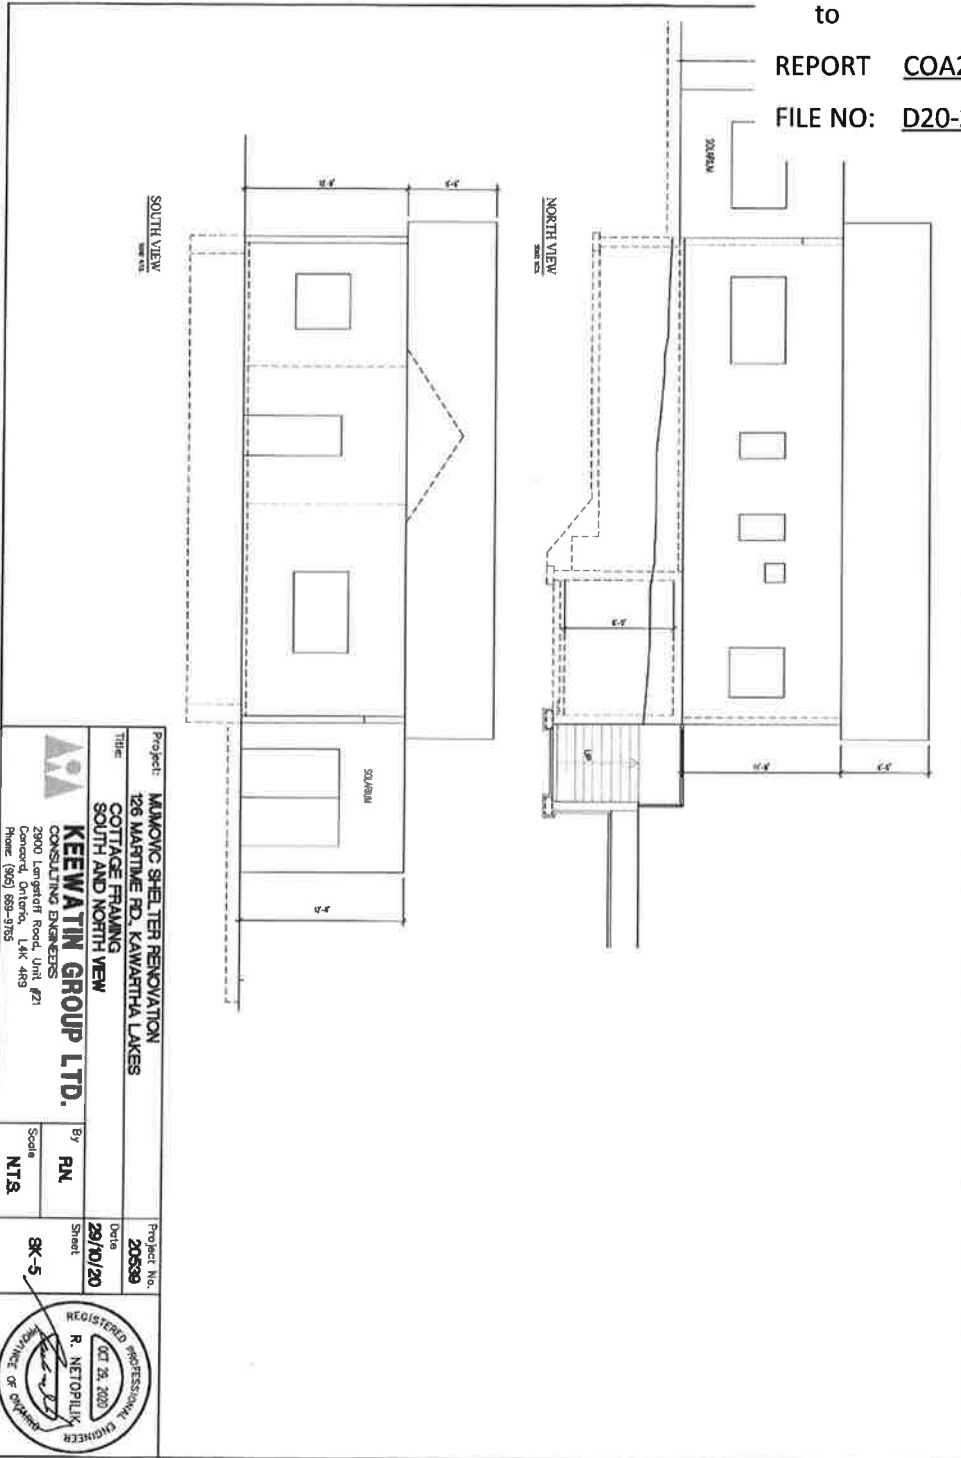 to
REPORT COA2
FILE NO: D20-
SOLARIUM
NORTH VIEW
UP
SOUTH VIEW
SOLARIUM
Project: MUMOVIC SHELTER RENOVATION
126 MARITIME RD., KAWARTHA LAKES
Title: COTTAGE FRAMING
SOUTH AND NORTH VIEW
KEEWATIN GROUP LTD.
CONSULTING ENGINEERS
2900 Langstaff Road, Unit #21
Concord, Ontario, L4K 4R9
Phone: (905) 669-9765
By R.N.
Scale N.T.S.
Project No. 20539
Date 29/10/20
Sheet SK-5
REGISTERED PROFESSIONAL ENGINEER
OCT 29, 2020
R. NETOPILIK
PROVINCE OF ONTARIO